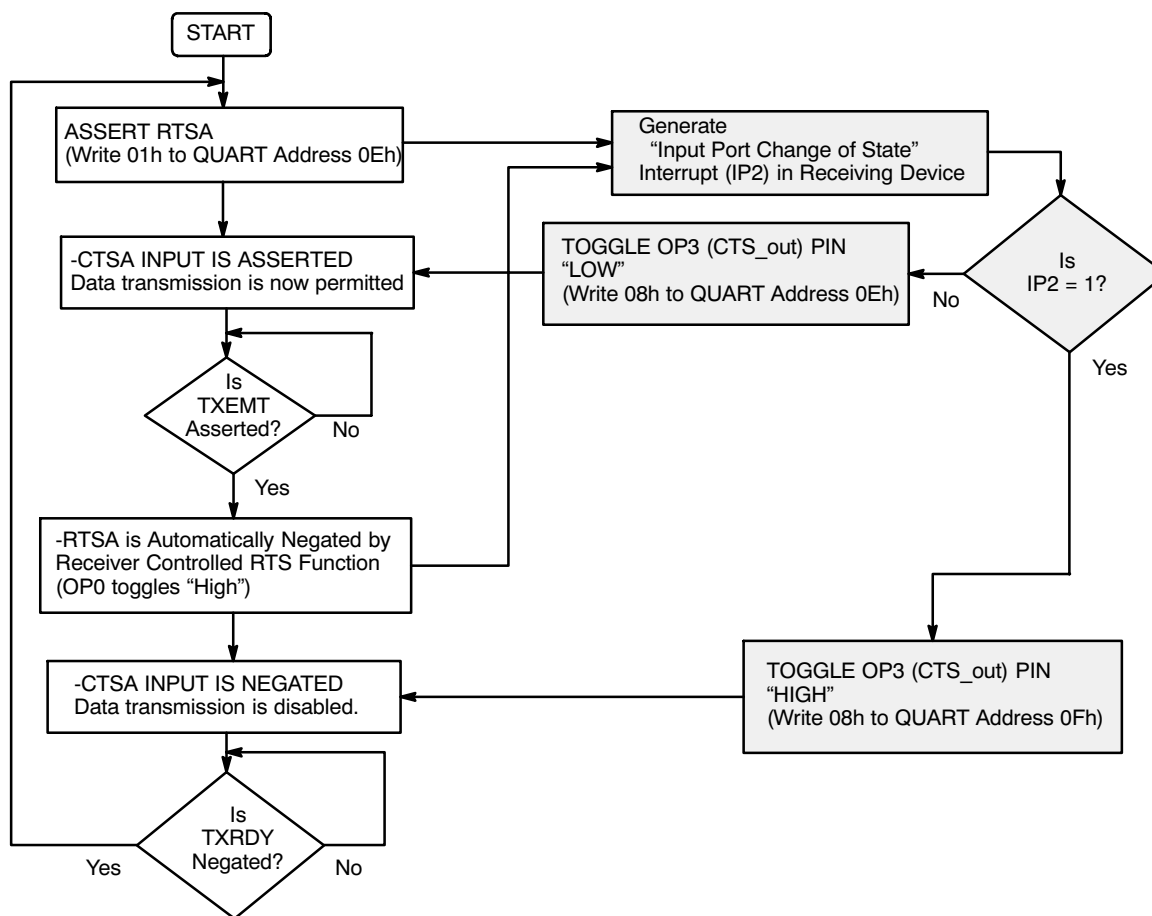 START
ASSERT RTSA
(Write 01h to QUART Address 0Eh)
Generate
“Input Port Change of State”
Interrupt (IP2) in Receiving Device
-CTSA INPUT IS ASSERTED
Data transmission is now permitted
TOGGLE OP3 (CTS_out) PIN
“LOW”
(Write 08h to QUART Address 0Eh)
Is
IP2 = 1?
No
Yes
Is
TXEMT
Asserted?
No
Yes
-RTSA is Automatically Negated by
Receiver Controlled RTS Function
(OP0 toggles “High”)
-CTSA INPUT IS NEGATED
Data transmission is disabled.
TOGGLE OP3 (CTS_out) PIN
“HIGH”
(Write 08h to QUART Address 0Fh)
Is
TXRDY
Negated?
Yes
No